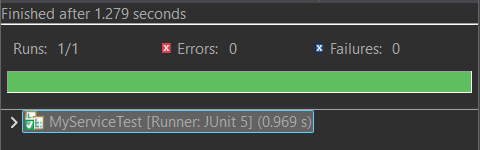 Finished after 1.279 seconds
Runs: 1/1 Errors: 0 Failures: 0
MyServiceTest [Runner: JUnit 5] (0.969 s)